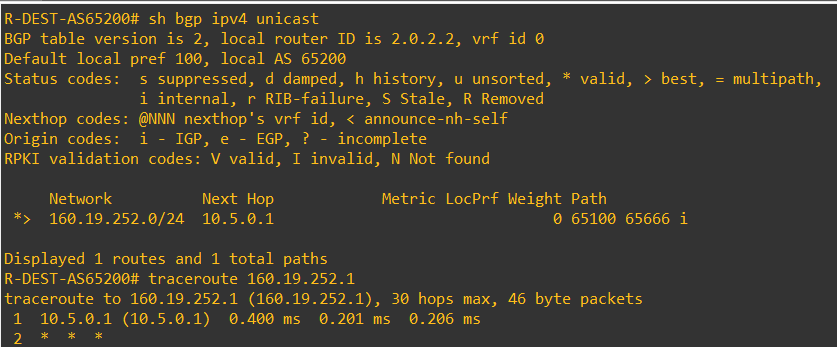 R-DEST-AS65200# sh bgp ipv4 unicast
BGP table version is 2, local router ID is 2.0.2.2, vrf id 0
Default local pref 100, local AS 65200
Status codes:  s suppressed, d damped, h history, u unsorted, * valid, > best, = multipath,
               i internal, r RIB-failure, S Stale, R Removed
Nexthop codes: @NNN nexthop's vrf id, < announce-nh-self
Origin codes:  i - IGP, e - EGP, ? - incomplete
RPKI validation codes: V valid, I invalid, N Not found

     Network          Next Hop            Metric LocPrf Weight Path
 *>  160.19.252.0/24  10.5.0.1                               0 65100 65666 i

Displayed 1 routes and 1 total paths
R-DEST-AS65200# traceroute 160.19.252.1
traceroute to 160.19.252.1 (160.19.252.1), 30 hops max, 46 byte packets
 1  10.5.0.1 (10.5.0.1)  0.400 ms  0.201 ms  0.206 ms
 2  *  *  *